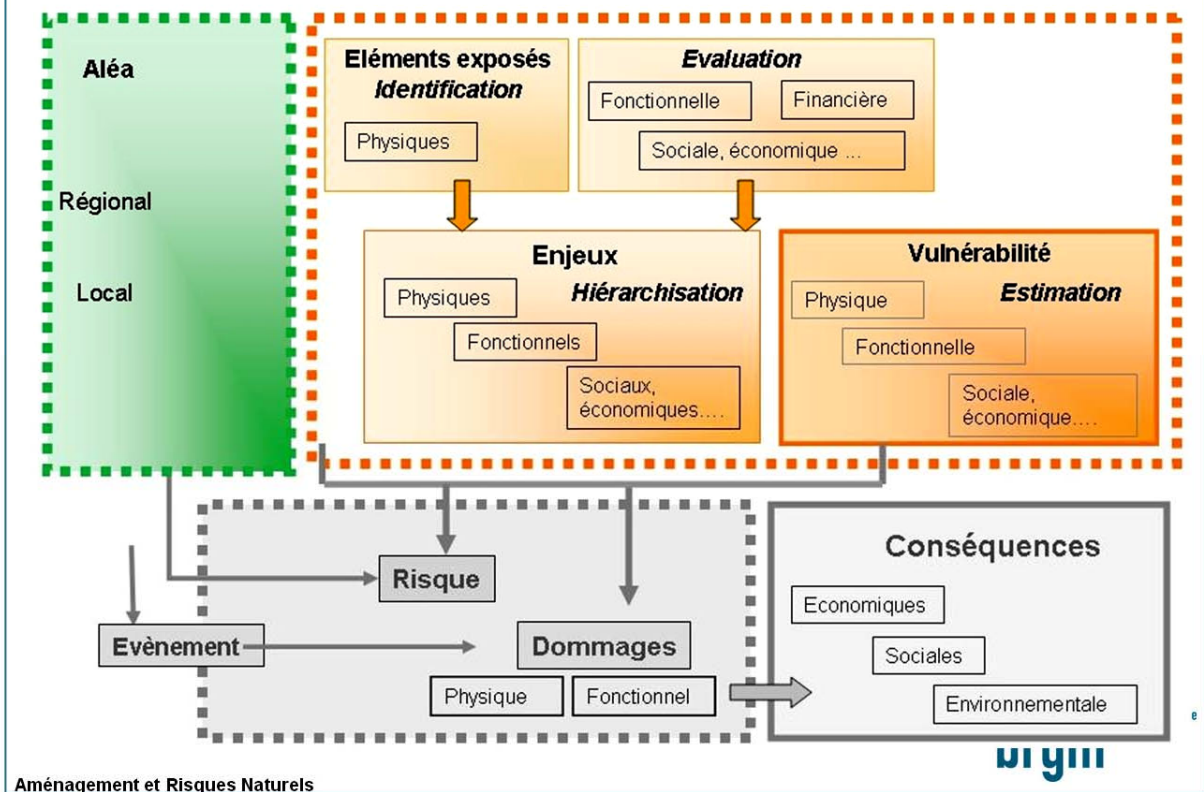 Aléa
Régional
Local
Eléments exposés
Identification
Physiques
Evaluation
Fonctionnelle
Financière
Sociale, économique ...
Enjeux
Hiérarchisation
Physiques
Fonctionnels
Sociaux,
économiques....
Vulnérabilité
Estimation
Physique
Fonctionnelle
Sociale,
économique....
Risque
Evènement
Dommages
Physique
Fonctionnel
Conséquences
Economiques
Sociales
Environnementale
e
brgm
Aménagement et Risques Naturels